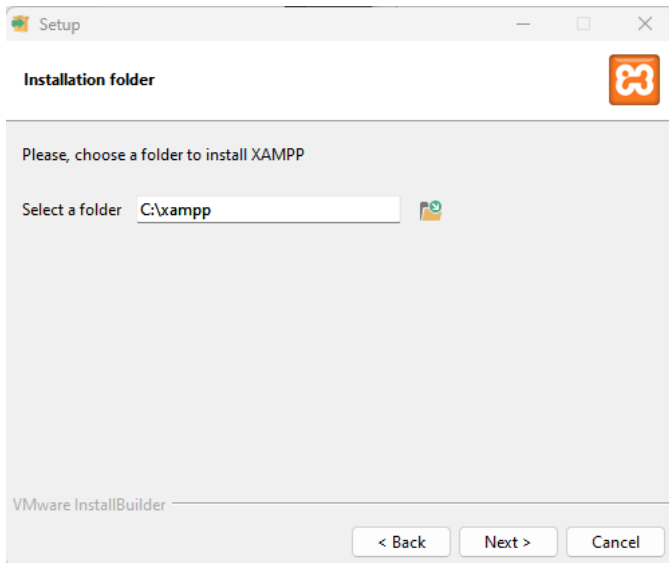 Setup
Installation folder
Please, choose a folder to install XAMPP
Select a folder C:\xampp
VMware InstallBuilder
< Back Next > Cancel